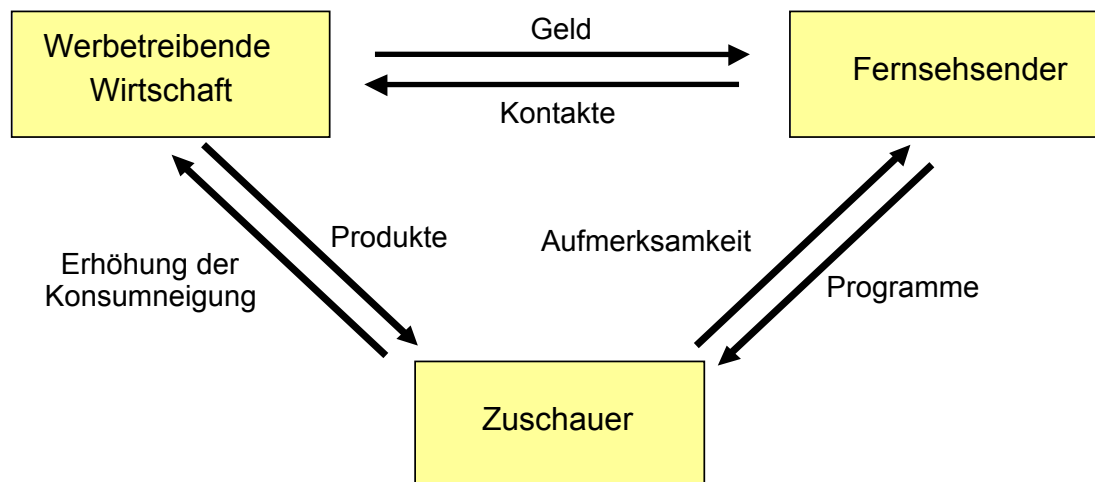 Werbetreibende
Wirtschaft
Geld
Fernsehsender
Kontakte
Produkte
Aufmerksamkeit
Erhöhung der
Konsumneigung
Programme
Zuschauer